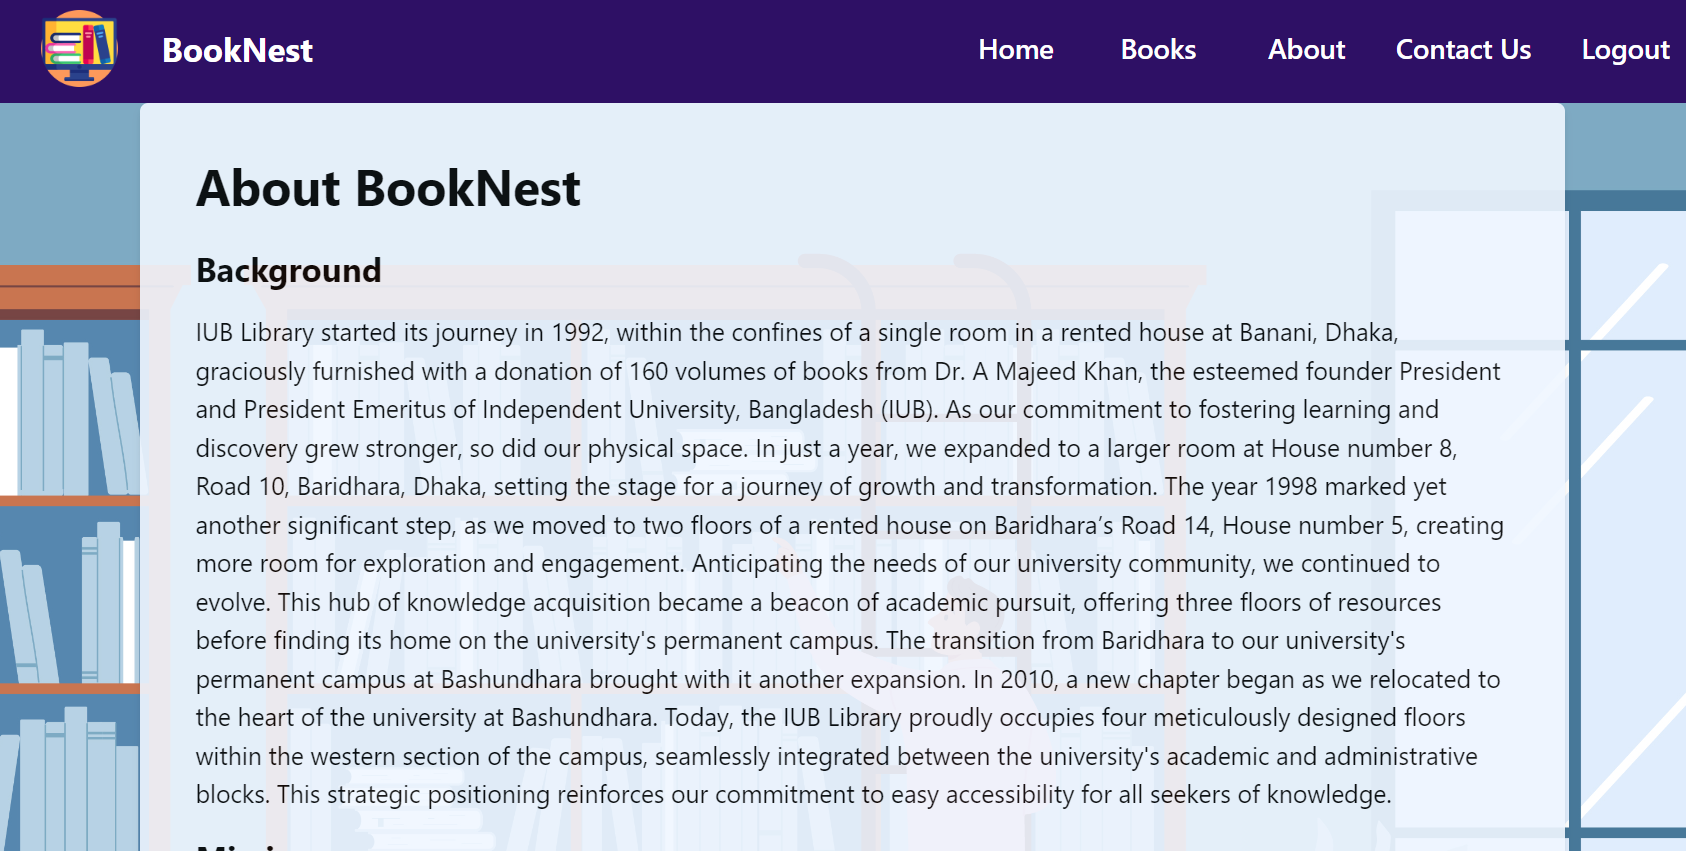 BookNest
Home Books About Contact Us Logout
About BookNest
Background
IUB Library started its journey in 1992, within the confines of a single room in a rented house at Banani, Dhaka,
graciously furnished with a donation of 160 volumes of books from Dr. A Majeed Khan, the esteemed founder President
and President Emeritus of Independent University, Bangladesh (IUB). As our commitment to fostering learning and
discovery grew stronger, so did our physical space. In just a year, we expanded to a larger room at House number 8,
Road 10, Baridhara, Dhaka, setting the stage for a journey of growth and transformation. The year 1998 marked yet
another significant step, as we moved to two floors of a rented house on Baridhara’s Road 14, House number 5, creating
more room for exploration and engagement. Anticipating the needs of our university community, we continued to
evolve. This hub of knowledge acquisition became a beacon of academic pursuit, offering three floors of resources
before finding its home on the university's permanent campus. The transition from Baridhara to our university's
permanent campus at Bashundhara brought with it another expansion. In 2010, a new chapter began as we relocated to
the heart of the university at Bashundhara. Today, the IUB Library proudly occupies four meticulously designed floors
within the western section of the campus, seamlessly integrated between the university's academic and administrative
blocks. This strategic positioning reinforces our commitment to easy accessibility for all seekers of knowledge.